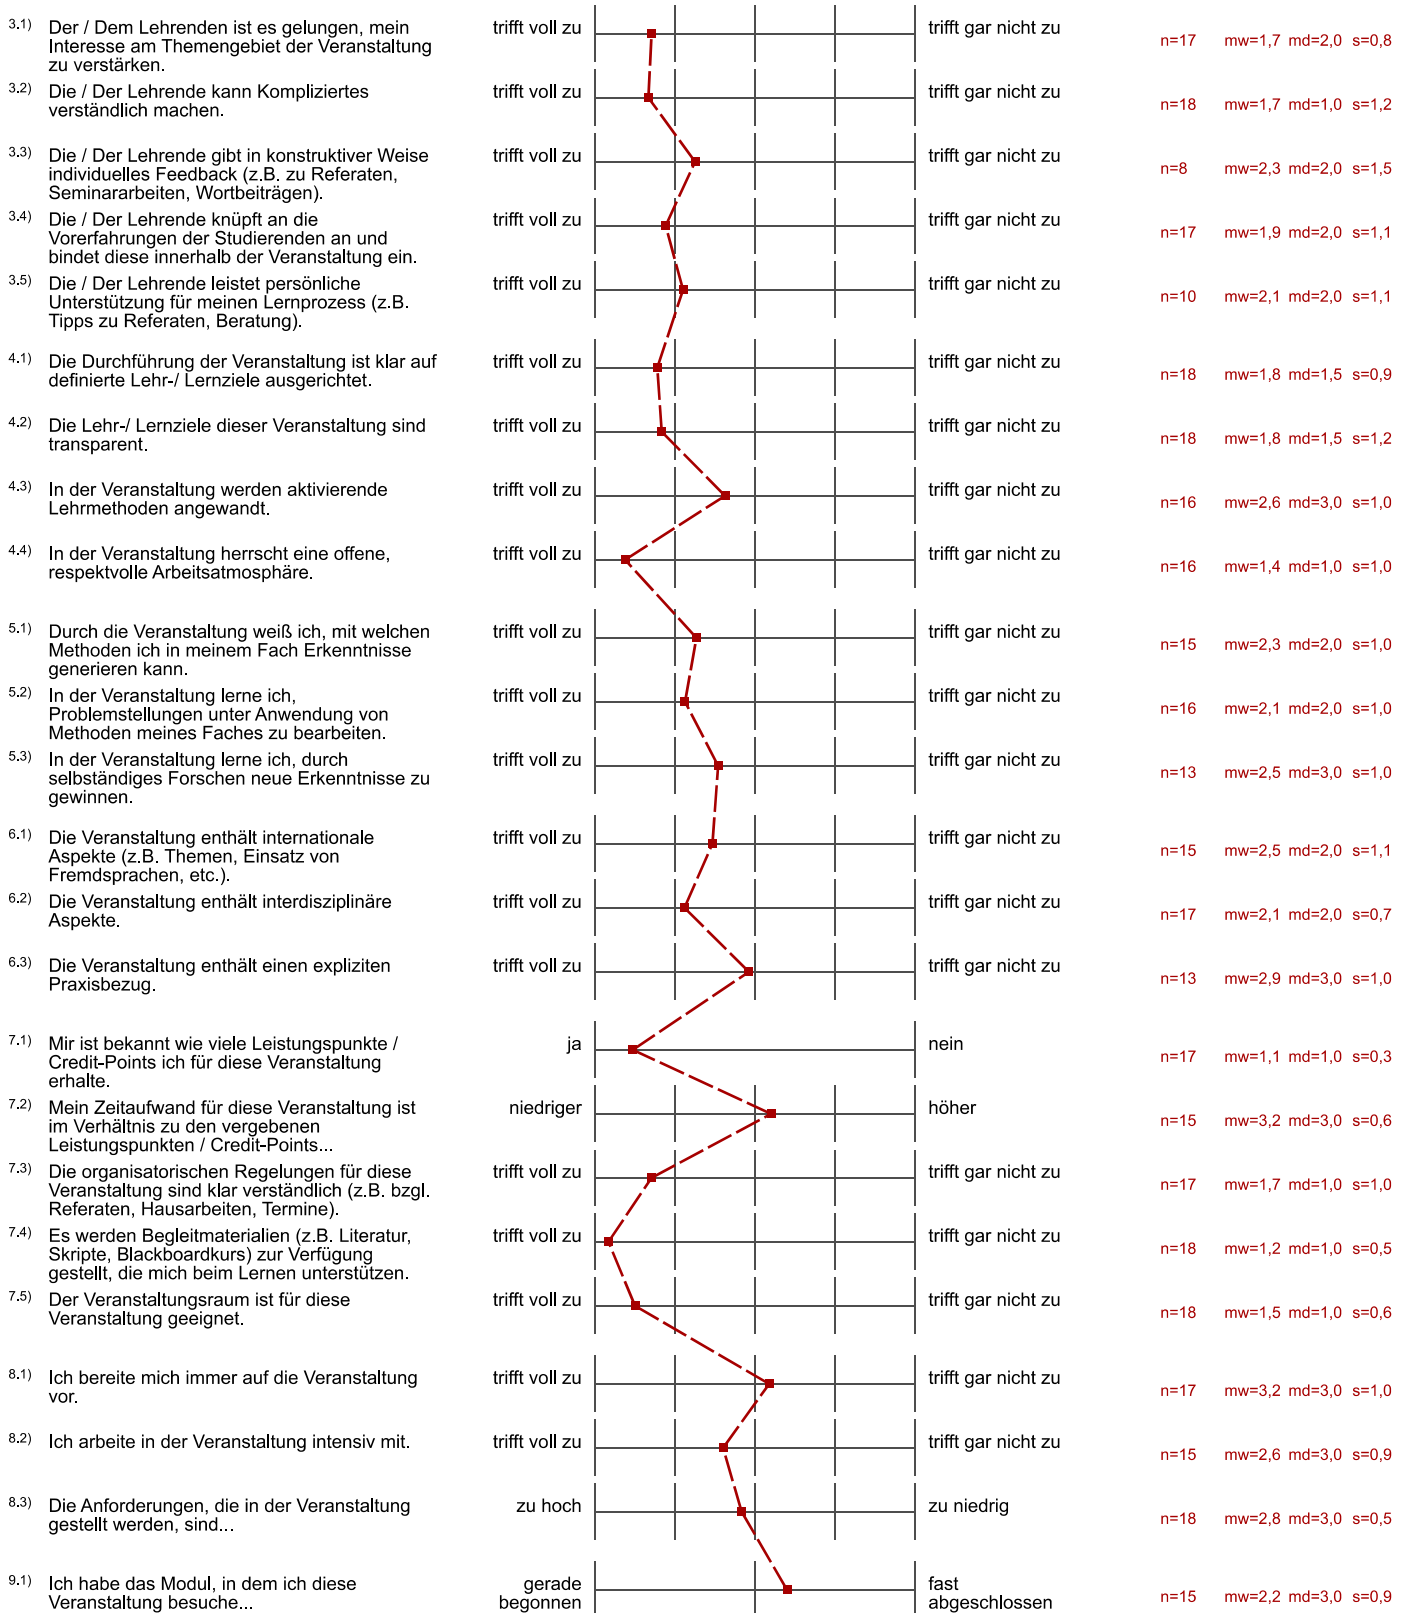 3.1) Der / Dem Lehrenden ist es gelungen, mein trifft voll zu trifft gar nicht zu
Interesse am Themengebiet der Veranstaltung n=17 mw=1,7 md=2,0 s=0,8
zu verstärken.
3.2) Die / Der Lehrende kann Kompliziertes trifft voll zu trifft gar nicht zu
verständlich machen. n=18 mw=1,7 md=1,0 s=1,2
3.3) Die / Der Lehrende gibt in konstruktiver Weise trifft voll zu trifft gar nicht zu
individuelles Feedback (z.B. zu Referaten, n=8 mw=2,3 md=2,0 s=1,5
Seminararbeiten, Wortbeiträgen).
3.4) Die / Der Lehrende knüpft an die trifft voll zu trifft gar nicht zu
Vorerfahrungen der Studierenden an und n=17 mw=1,9 md=2,0 s=1,1
bindet diese innerhalb der Veranstaltung ein.
3.5) Die / Der Lehrende leistet persönliche trifft voll zu trifft gar nicht zu
Unterstützung für meinen Lernprozess (z.B. n=10 mw=2,1 md=2,0 s=1,1
Tipps zu Referaten, Beratung).
4.1) Die Durchführung der Veranstaltung ist klar auf trifft voll zu trifft gar nicht zu
definierte Lehr-/ Lernziele ausgerichtet. n=18 mw=1,8 md=1,5 s=0,9
4.2) Die Lehr-/ Lernziele dieser Veranstaltung sind trifft voll zu trifft gar nicht zu
transparent. n=18 mw=1,8 md=1,5 s=1,2
4.3) In der Veranstaltung werden aktivierende trifft voll zu trifft gar nicht zu
Lehrmethoden angewandt. n=16 mw=2,6 md=3,0 s=1,0
4.4) In der Veranstaltung herrscht eine offene, trifft voll zu trifft gar nicht zu
respektvolle Arbeitsatmosphäre. n=16 mw=1,4 md=1,0 s=1,0
5.1) Durch die Veranstaltung weiß ich, mit welchen trifft voll zu trifft gar nicht zu
Methoden ich in meinem Fach Erkenntnisse n=15 mw=2,3 md=2,0 s=1,0
generieren kann.
5.2) In der Veranstaltung lerne ich, trifft voll zu trifft gar nicht zu
Problemstellungen unter Anwendung von n=16 mw=2,1 md=2,0 s=1,0
Methoden meines Faches zu bearbeiten.
5.3) In der Veranstaltung lerne ich, durch trifft voll zu trifft gar nicht zu
selbständiges Forschen neue Erkenntnisse zu n=13 mw=2,5 md=3,0 s=1,0
gewinnen.
6.1) Die Veranstaltung enthält internationale trifft voll zu trifft gar nicht zu
Aspekte (z.B. Themen, Einsatz von n=15 mw=2,5 md=2,0 s=1,1
Fremdsprachen, etc.).
6.2) Die Veranstaltung enthält interdisziplinäre trifft voll zu trifft gar nicht zu
Aspekte. n=17 mw=2,1 md=2,0 s=0,7
6.3) Die Veranstaltung enthält einen expliziten trifft voll zu trifft gar nicht zu
Praxisbezug. n=13 mw=2,9 md=3,0 s=1,0
7.1) Mir ist bekannt wie viele Leistungspunkte / ja nein
Credit-Points ich für diese Veranstaltung n=17 mw=1,1 md=1,0 s=0,3
erhalte.
7.2) Mein Zeitaufwand für diese Veranstaltung ist niedriger höher
im Verhältnis zu den vergebenen n=15 mw=3,2 md=3,0 s=0,6
Leistungspunkten / Credit-Points...
7.3) Die organisatorischen Regelungen für diese trifft voll zu trifft gar nicht zu
Veranstaltung sind klar verständlich (z.B. bzgl. n=17 mw=1,7 md=1,0 s=1,0
Referaten, Hausarbeiten, Termine).
7.4) Es werden Begleitmaterialien (z.B. Literatur, trifft voll zu trifft gar nicht zu
Skripte, Blackboardkurs) zur Verfügung n=18 mw=1,2 md=1,0 s=0,5
gestellt, die mich beim Lernen unterstützen.
7.5) Der Veranstaltungsraum ist für diese trifft voll zu trifft gar nicht zu
Veranstaltung geeignet. n=18 mw=1,5 md=1,0 s=0,6
8.1) Ich bereite mich immer auf die Veranstaltung trifft voll zu trifft gar nicht zu
vor. n=17 mw=3,2 md=3,0 s=1,0
8.2) Ich arbeite in der Veranstaltung intensiv mit. trifft voll zu trifft gar nicht zu
n=15 mw=2,6 md=3,0 s=0,9
8.3) Die Anforderungen, die in der Veranstaltung zu hoch zu niedrig
gestellt werden, sind... n=18 mw=2,8 md=3,0 s=0,5
9.1) Ich habe das Modul, in dem ich diese gerade fast
Veranstaltung besuche... begonnen abgeschlossen n=15 mw=2,2 md=3,0 s=0,9